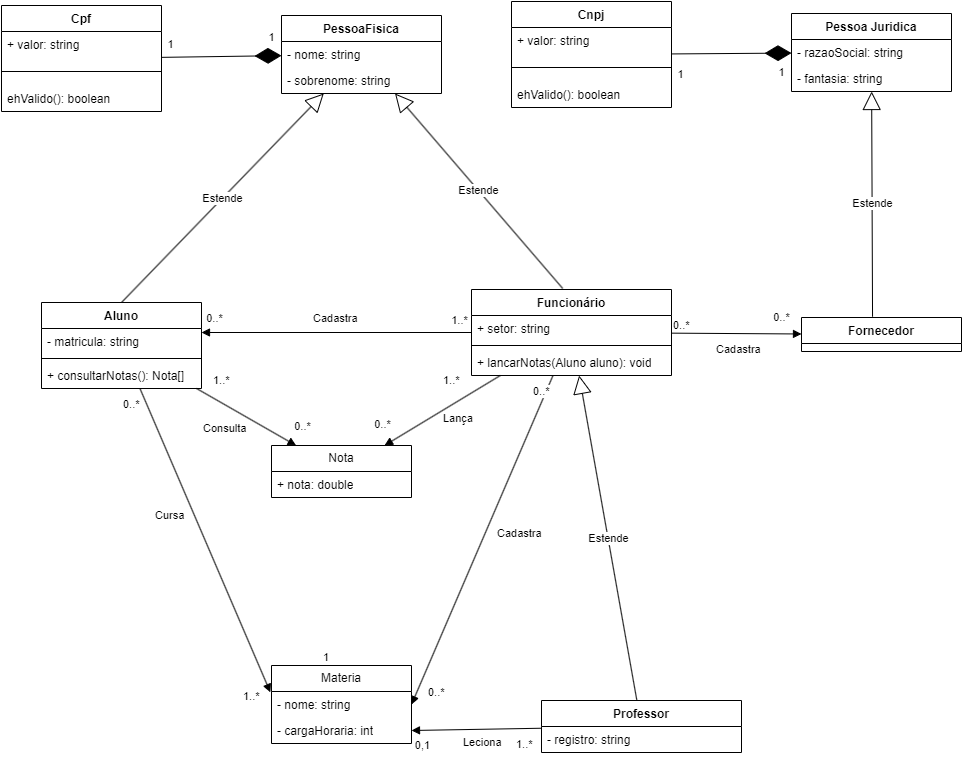 Cpf
+ valor: string
ehValido(): boolean
1
1
PessoaFisica
- nome: string
- sobrenome: string
Cnpj
+ valor: string
ehValido(): boolean
1
1
Pessoa Juridica
- razaoSocial: string
- fantasia: string
Estende
Estende
Estende
Aluno
- matricula: string
+ consultarNotas(): Nota[]
0..*
Cadastra
1..*
Funcionário
+ setor: string
+ lancarNotas(Aluno aluno): void
0..*
Cadastra
0..*
Fornecedor
0..*
1..*
Consulta
0..*
1..*
Lança
0..*
0..*
Nota
+ nota: double
Cursa
Cadastra
Estende
1
1..*
Materia
- nome: string
- cargaHoraria: int
0..*
0,1
Leciona
1..*
Professor
- registro: string